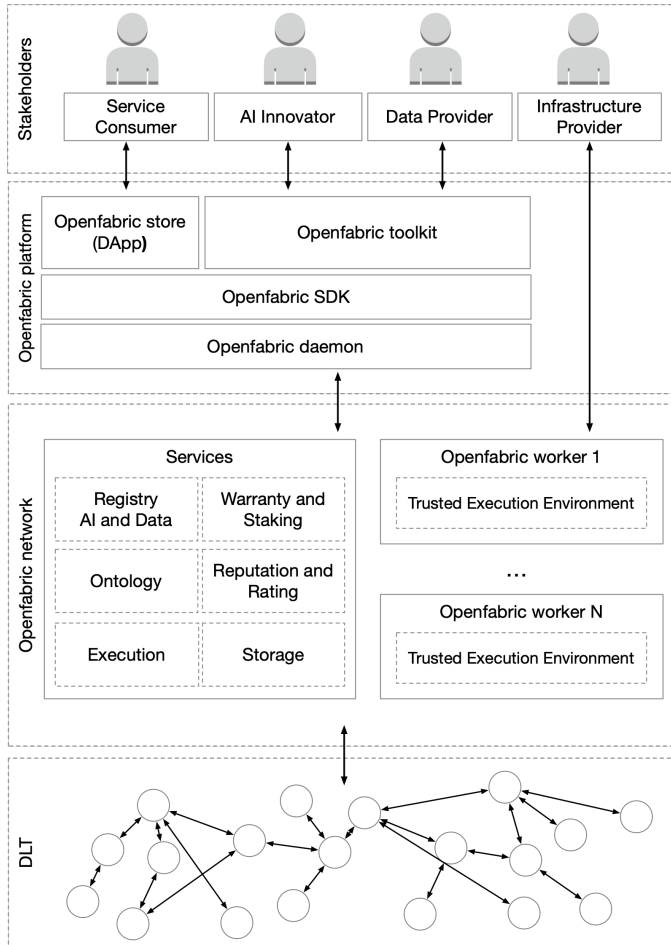 Stakeholders
Service
Consumer
AI Innovator
Data Provider
Infrastructure
Provider
Openfabric platform
Openfabric store
(DApp)
Openfabric toolkit
Openfabric SDK
Openfabric daemon
Openfabric network
Services
Registry
AI and Data
Warranty and
Staking
Ontology
Reputation and
Rating
Execution
Storage
Openfabric worker 1
Trusted Execution Environment
...
Openfabric worker N
Trusted Execution Environment
DLT